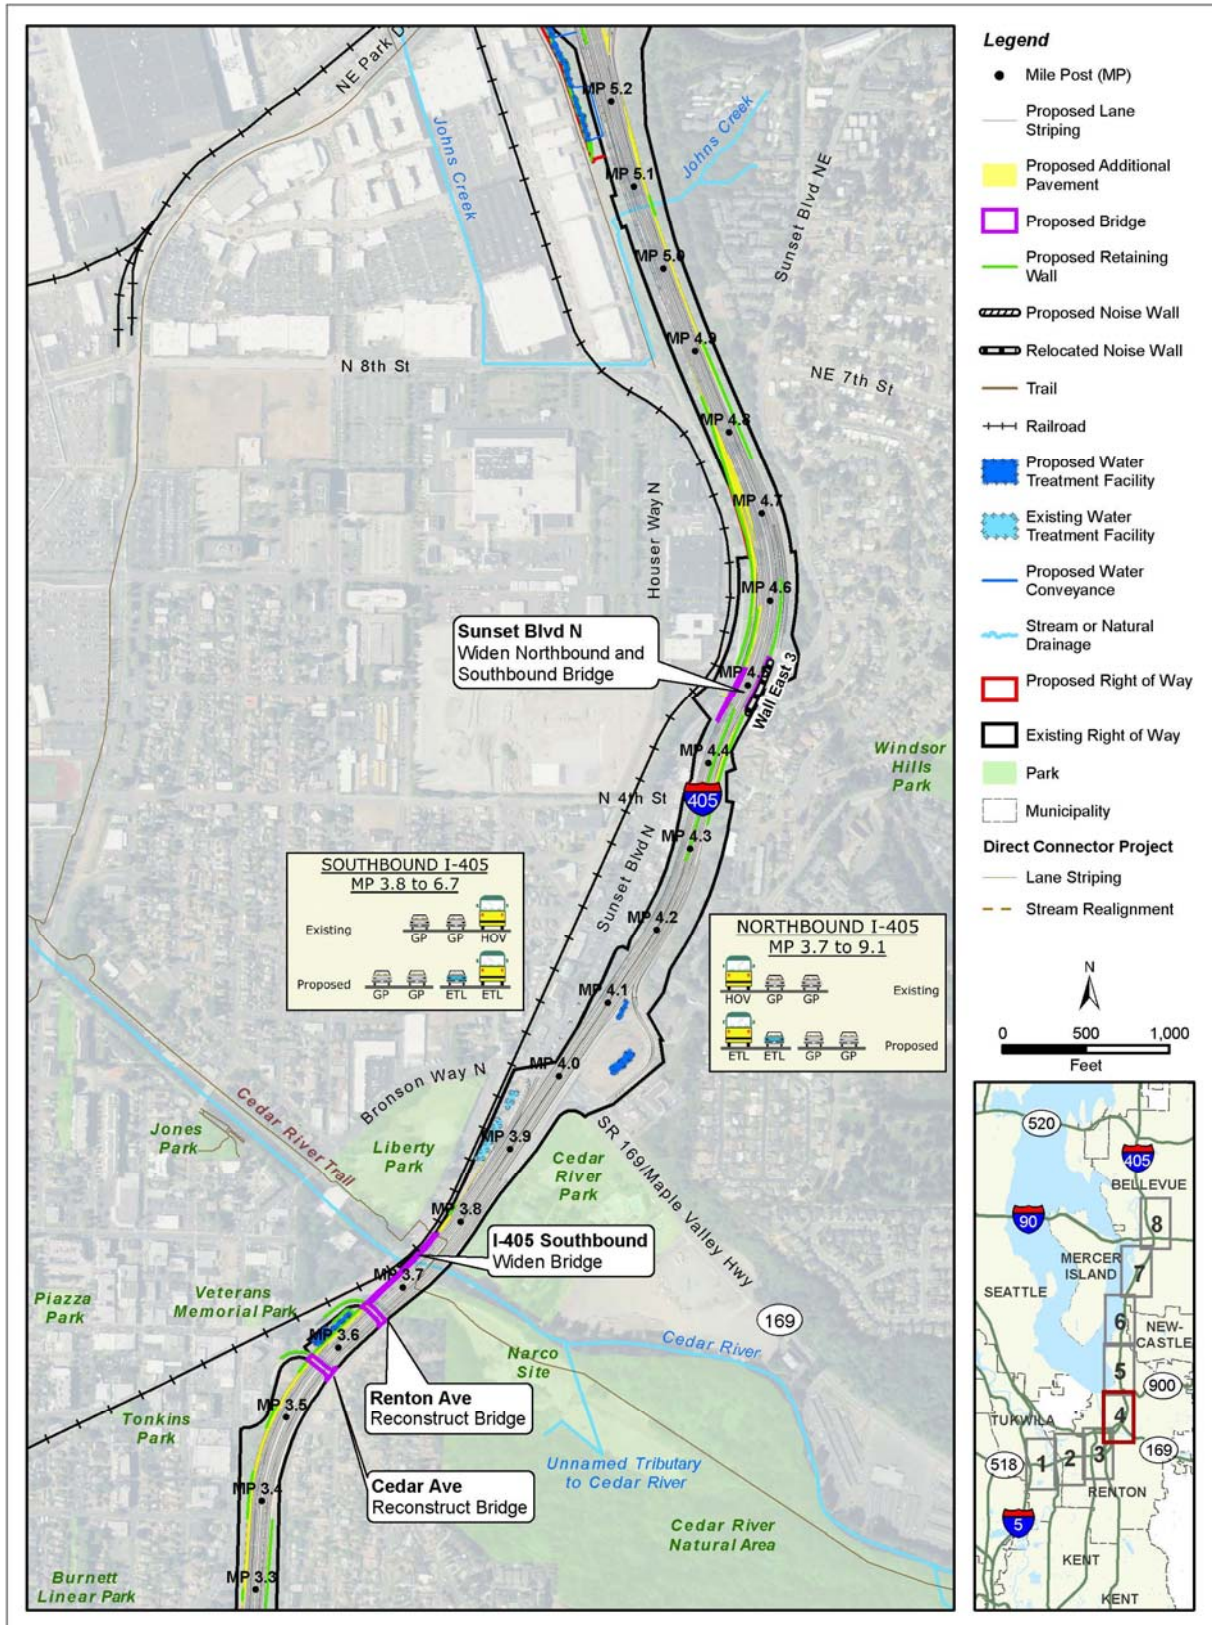 NE Park D
MP 5.2
Johns Creek
Johns Creek
MP 5.1
Sunset Blvd NE
MP 5.0
MP 4.9
N 8th St
NE 7th St
MP 4.8
MP 4.7
Houser Way N
MP 4.6
Sunset Blvd N
Widen Northbound and
Southbound Bridge
MP 4.
Wall East 3
MP 4.4
Windsor
Hills
Park
N 4th St
405
MP 4.3
Sunset Blvd N
SOUTHBOUND I-405
MP 3.8 to 6.7
Existing
GP GP HOV
Proposed
GP GP ETL ETL
MP 4.2
NORTHBOUND I-405
MP 3.7 to 9.1
HOV GP GP
Existing
ETL ETL GP GP
Proposed
MP 4.1
MP 4.0
Bronson Way N
Cedar River Trail
Jones
Park
Liberty
Park
MP 3.9
Cedar
River
Park
SR 169/Maple Valley Hwy
MP 3.8
I-405 Southbound
Widen Bridge
MP 3.7
Piazza
Park
Veterans
Memorial Park
MP 3.6
169
Cedar River
Narco
Site
Renton Ave
Reconstruct Bridge
MP 3.5
Tonkins
Park
Unnamed Tributary
to Cedar River
Cedar Ave
Reconstruct Bridge
MP 3.4
Cedar River
Natural Area
MP 3.3
Burnett
Linear Park
Legend
Mile Post (MP)
Proposed Lane
Striping
Proposed Additional
Pavement
Proposed Bridge
Proposed Retaining
Wall
Proposed Noise Wall
Relocated Noise Wall
Trail
Railroad
Proposed Water
Treatment Facility
Existing Water
Treatment Facility
Proposed Water
Conveyance
Stream or Natural
Drainage
Proposed Right of Way
Existing Right of Way
Park
Municipality
Direct Connector Project
Lane Striping
Stream Realignment
N
0 500 1,000
Feet
520
405
BELLEVUE
90
8
MERCER
ISLAND
7
SEATTLE
6
NEW-
CASTLE
5
900
4
TUKWILA
169
518
1
2
3
RENTON
5
KENT
KENT